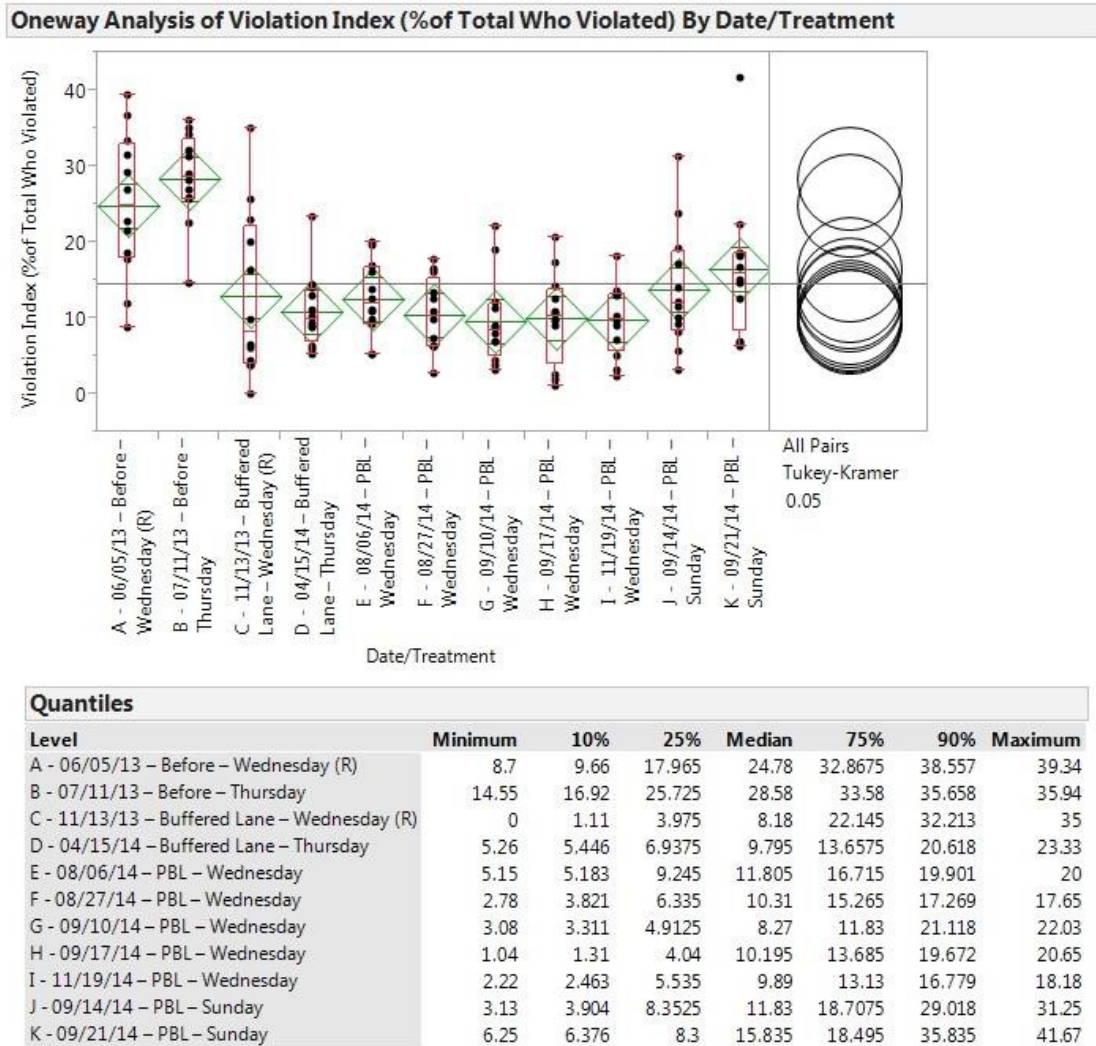 Oneway Analysis of Violation Index (%of Total Who Violated) By Date/Treatment
Violation Index (%of Total Who Violated)
40
30
20
10
0
A - 06/05/13 – Before –
Wednesday (R)
B - 07/11/13 – Before –
Thursday
C - 11/13/13 – Buffered
Lane – Wednesday (R)
D - 04/15/14 – Buffered
Lane – Thursday
E - 08/06/14 – PBL –
Wednesday
F - 08/27/14 – PBL –
Wednesday
G - 09/10/14 – PBL –
Wednesday
H - 09/17/14 – PBL –
Wednesday
I - 11/19/14 – PBL –
Wednesday
J - 09/14/14 – PBL –
Sunday
K - 09/21/14 – PBL –
Sunday
All Pairs
Tukey-Kramer
0.05
Date/Treatment
Quantiles
Level Minimum 10% 25% Median 75% 90% Maximum
A - 06/05/13 – Before – Wednesday (R) 8.7 9.66 17.965 24.78 32.8675 38.557 39.34
B - 07/11/13 – Before – Thursday 14.55 16.92 25.725 28.58 33.58 35.658 35.94
C - 11/13/13 – Buffered Lane – Wednesday (R) 0 1.11 3.975 8.18 22.145 32.213 35
D - 04/15/14 – Buffered Lane – Thursday 5.26 5.446 6.9375 9.795 13.6575 20.618 23.33
E - 08/06/14 – PBL – Wednesday 5.15 5.183 9.245 11.805 16.715 19.901 20
F - 08/27/14 – PBL – Wednesday 2.78 3.821 6.335 10.31 15.265 17.269 17.65
G - 09/10/14 – PBL – Wednesday 3.08 3.311 4.9125 8.27 11.83 21.118 22.03
H - 09/17/14 – PBL – Wednesday 1.04 1.31 4.04 10.195 13.685 19.672 20.65
I - 11/19/14 – PBL – Wednesday 2.22 2.463 5.535 9.89 13.13 16.779 18.18
J - 09/14/14 – PBL – Sunday 3.13 3.904 8.3525 11.83 18.7075 29.018 31.25
K - 09/21/14 – PBL – Sunday 6.25 6.376 8.3 15.835 18.495 35.835 41.67